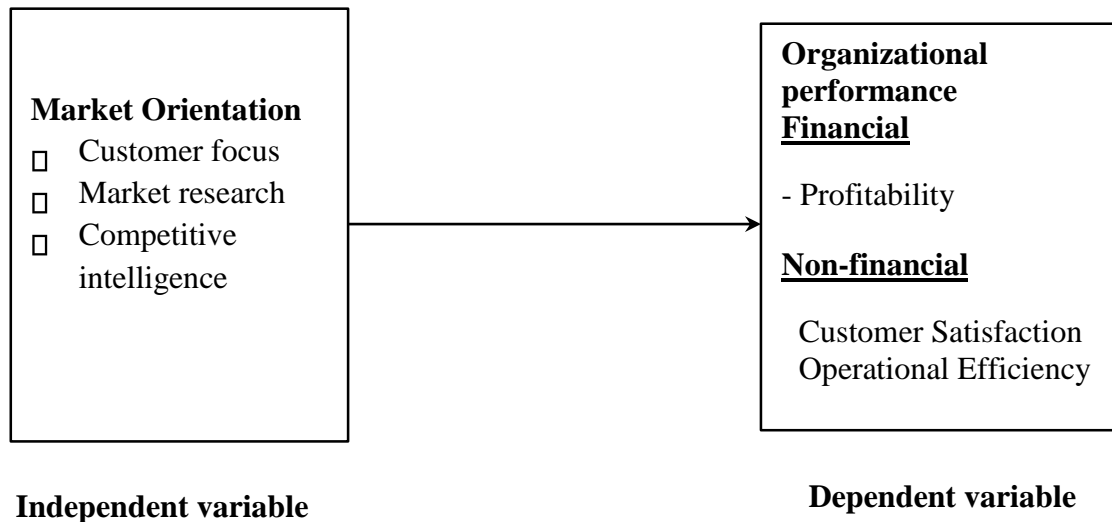 Market Orientation
Customer focus
Market research
Competitive
intelligence
Independent variable
Organizational
performance
Financial
- Profitability
Non-financial
Customer Satisfaction
Operational Efficiency
Dependent variable